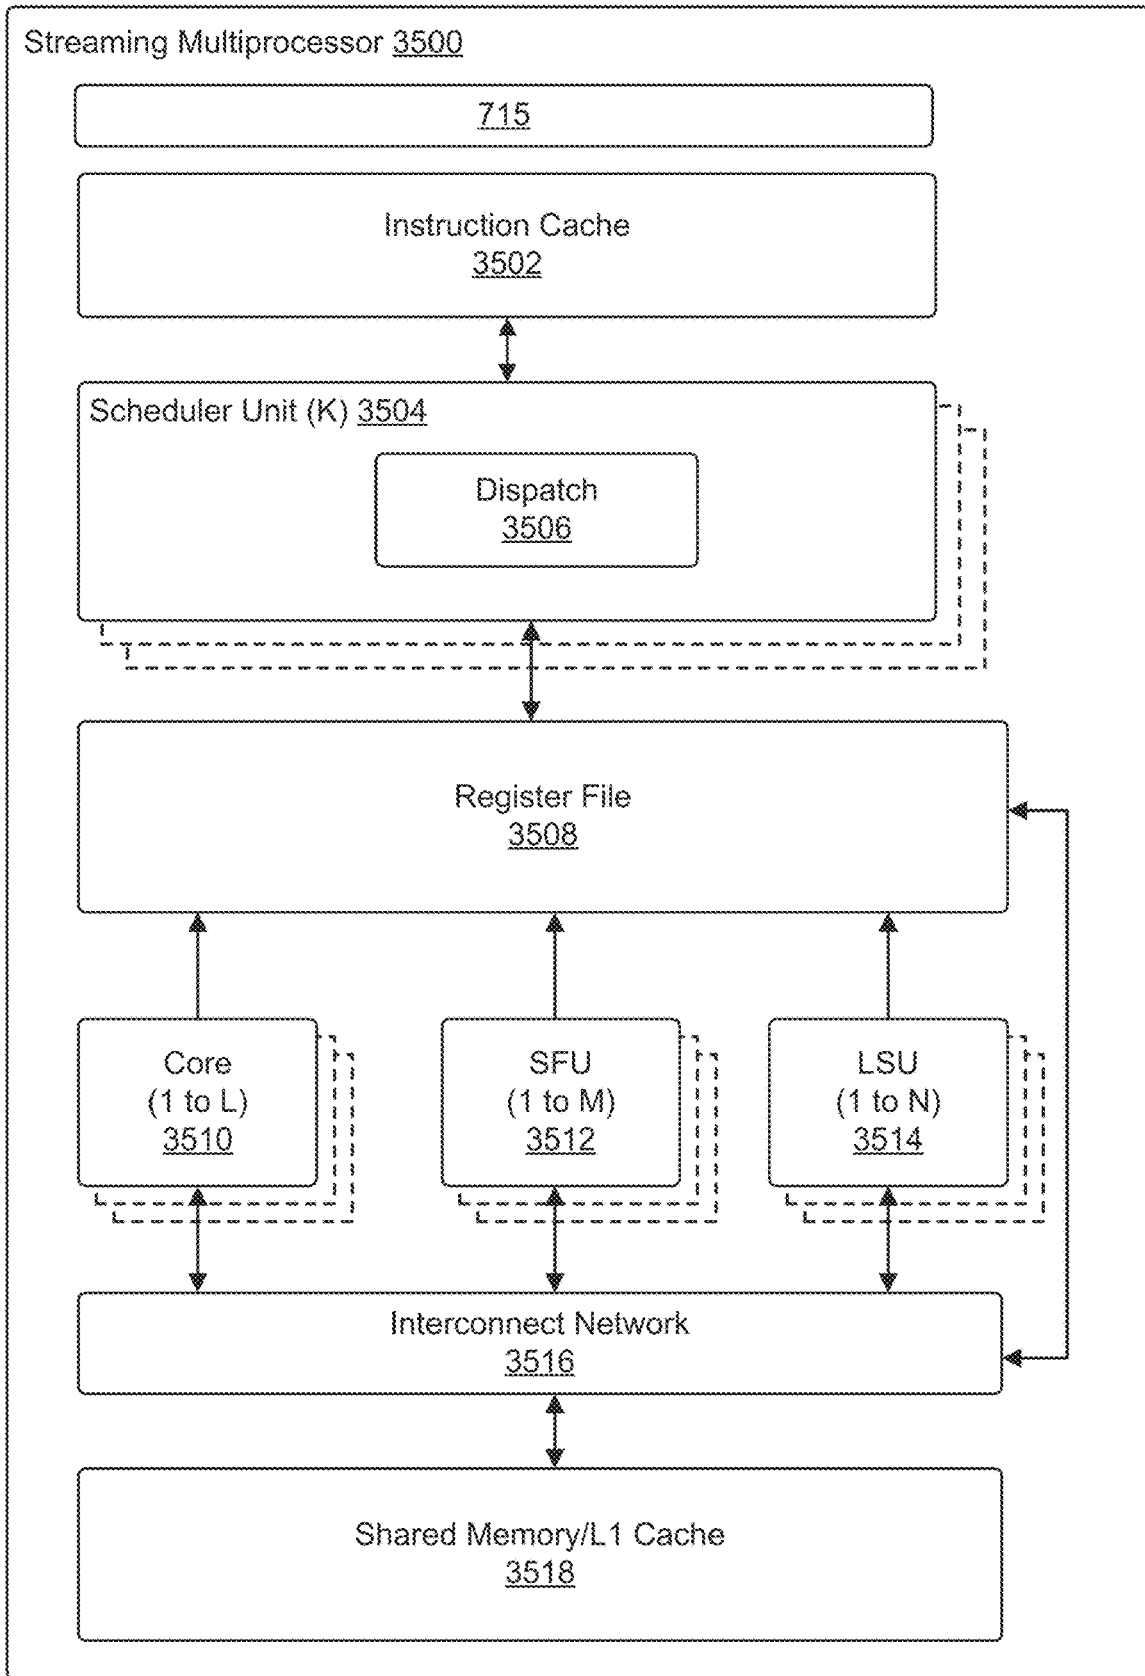 Streaming Multiprocessor 3500
715
Instruction Cache
3502
Scheduler Unit (K) 3504
Dispatch
3506
Register File
3508
Core
(1 to L)
3510
SFU
(1 to M)
3512
LSU
(1 to N)
3514
Interconnect Network
3516
Shared Memory/L1 Cache
3518